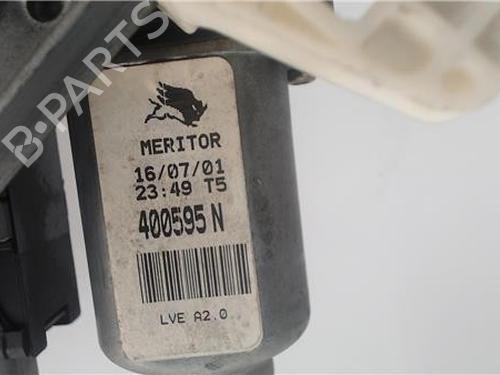 B-PARTS
MERITOR
16/07/01
23:49 T5
400595 N
LVE A2.0